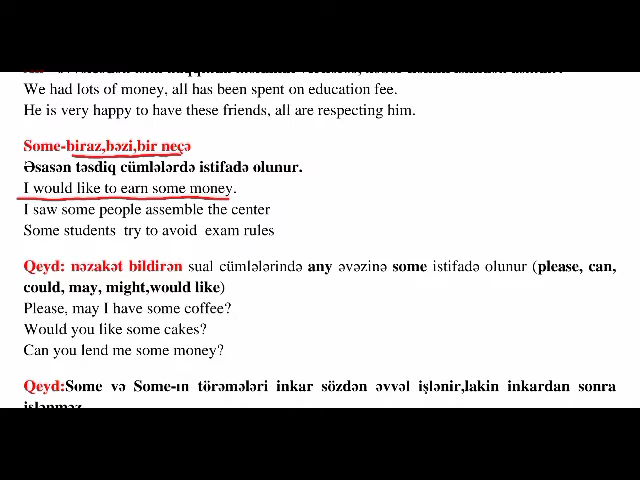 We had lots of money, all has been spent on education fee.
He is very happy to have these friends, all are respecting him.
Some-biraz,bəzi,bir neçə
Əsasən təsdiq cümlələrdə istifadə olunur.
I would like to earn some money.
I saw some people assemble the center
Some students try to avoid exam rules
Qeyd: nəzakət bildirən sual cümlələrində any əvəzinə some istifadə olunur (please, can,
could, may, might,would like)
Please, may I have some coffee?
Would you like some cakes?
Can you lend me some money?
Qeyd:Some və Some-ın törəmələri inkar sözdən əvvəl işlənir,lakin inkardan sonra
işlənməz